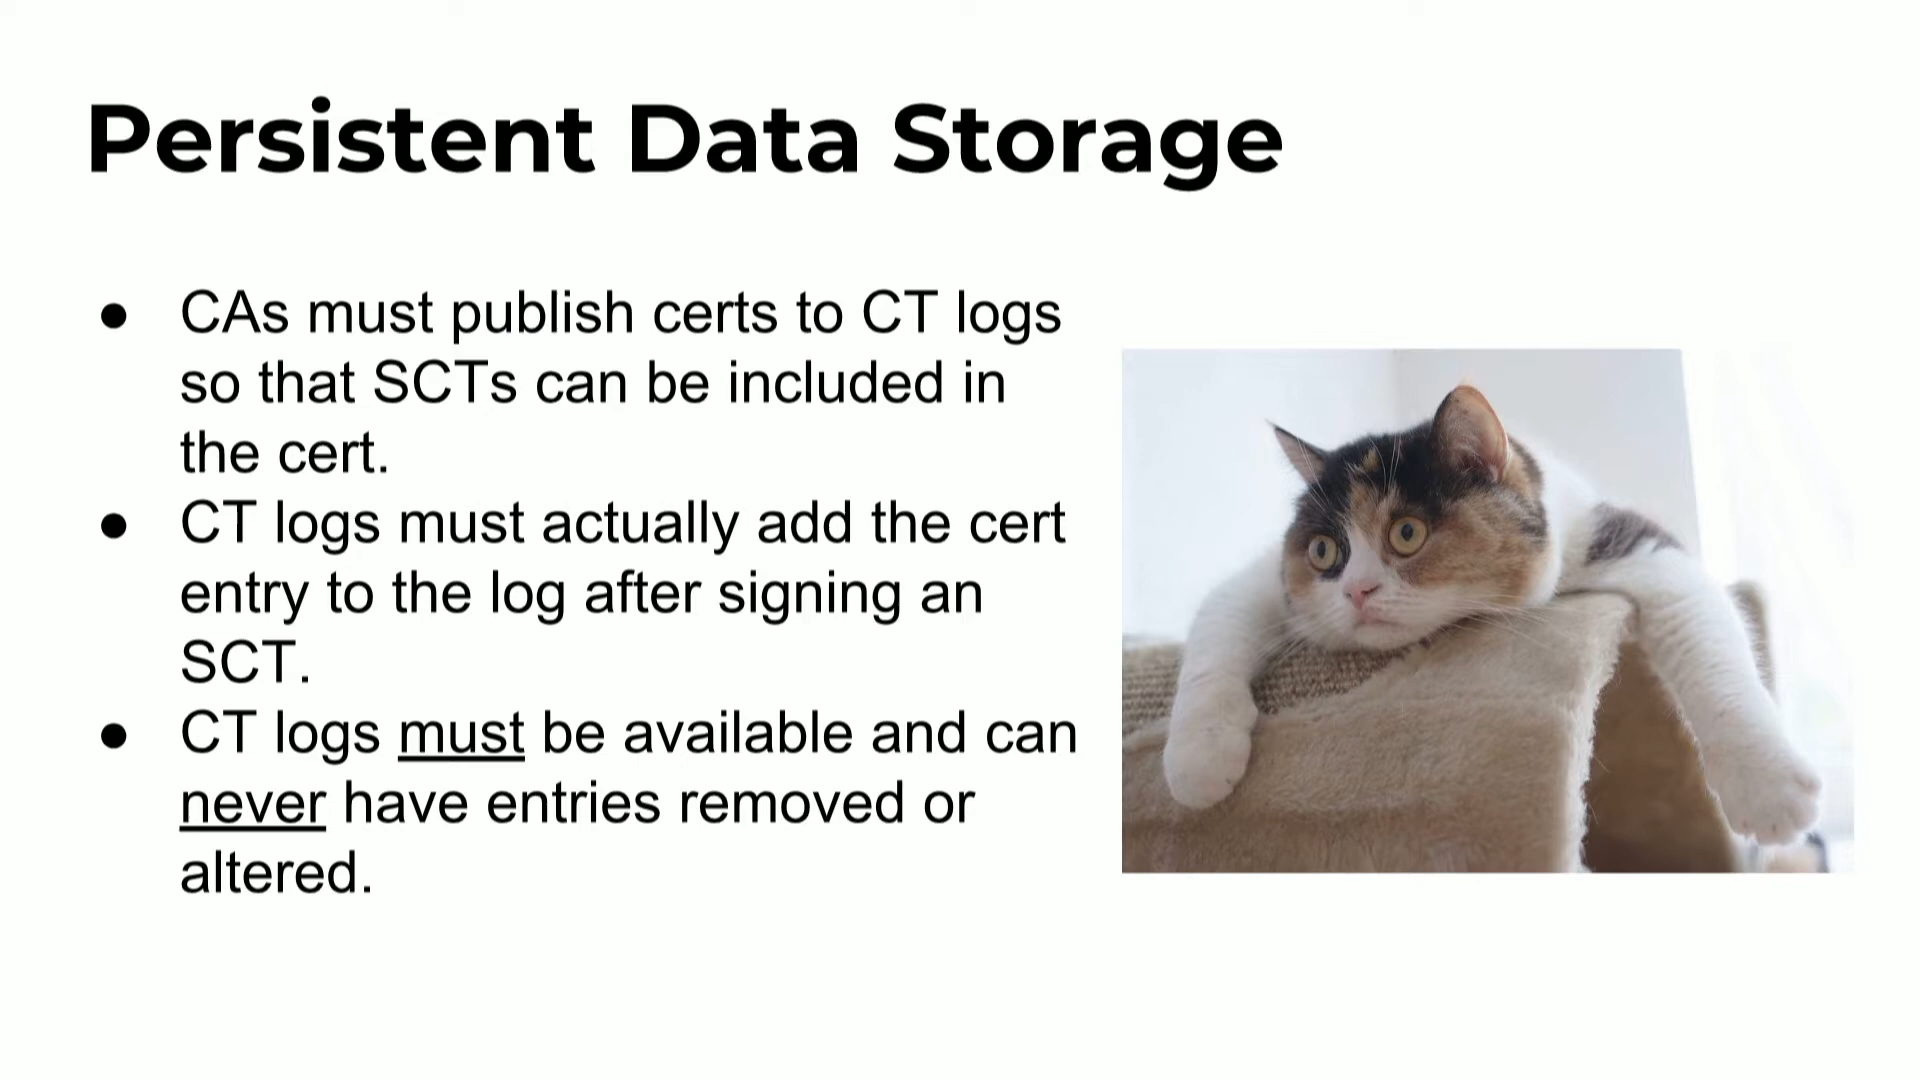 Persistent Data Storage
● CAs must publish certs to CT logs
so that SCTs can be included in
the cert.
● CT logs must actually add the cert
entry to the log after signing an
SCT.
● CT logs must be available and can
never have entries removed or
altered.